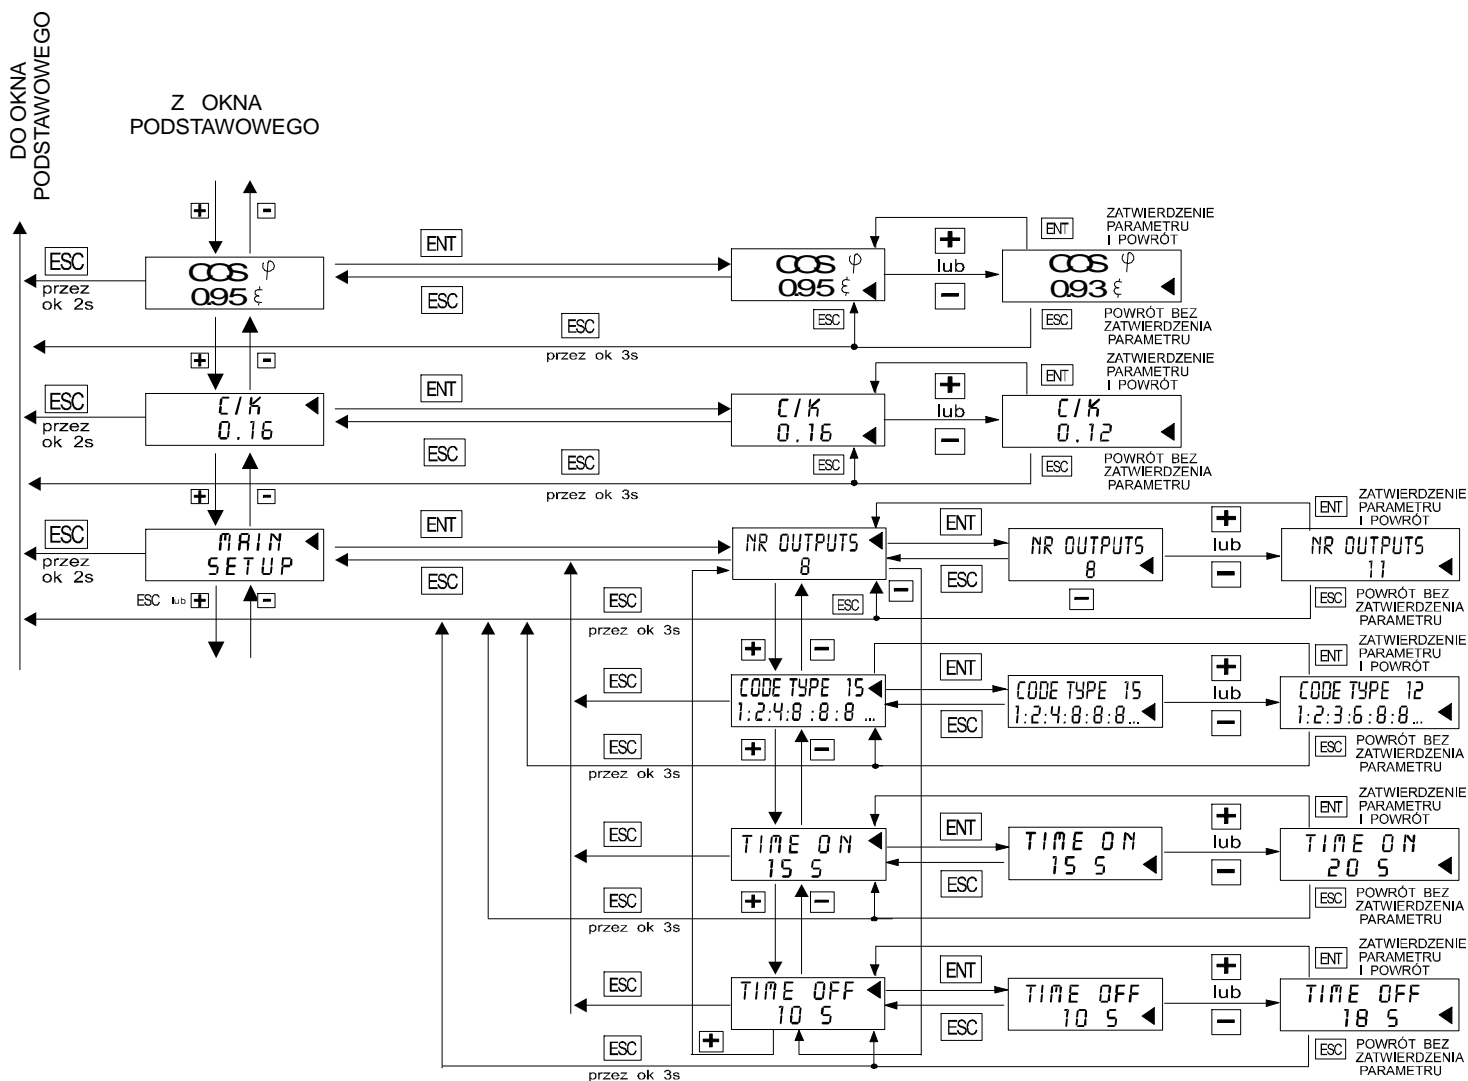 DO OKNA
PODSTAWOWEGO
Z OKNA
PODSTAWOWEGO
+
-
ESC
przez
ok 2s
COS φ
0.95 ξ
ENT
ESC
COS φ
0.95 ξ
+
lub
-
COS φ
0.93 ξ
ENT
ZATWIERDZENIE
PARAMETRU
I POWRÓT
ESC
ESC
POWRÓT BEZ
ZATWIERDZENIA
PARAMETRU
ESC
przez ok 3s
+
-
ESC
przez
ok 2s
C/K
0.16
ENT
ESC
C/K
0.16
+
lub
-
C/K
0.12
ENT
ZATWIERDZENIE
PARAMETRU
I POWRÓT
ESC
ESC
POWRÓT BEZ
ZATWIERDZENIA
PARAMETRU
ESC
przez ok 3s
+
-
ESC
przez
ok 2s
MAIN
SETUP
ENT
ESC
NR OUTPUTS
8
ENT
ESC
NR OUTPUTS
8
-
+
lub
-
NR OUTPUTS
11
ENT
ZATWIERDZENIE
PARAMETRU
I POWRÓT
ESC lub +
-
ESC
przez ok 3s
ESC
-
ESC
POWRÓT BEZ
ZATWIERDZENIA
PARAMETRU
+
-
ESC
CODE TYPE 15
1:2:4:8:8:8...
ENT
ESC
CODE TYPE 15
1:2:4:8:8:8...
+
lub
-
CODE TYPE 12
1:2:3:6:8:8...
ENT
ZATWIERDZENIE
PARAMETRU
I POWRÓT
ESC
przez ok 3s
+
-
ESC
POWRÓT BEZ
ZATWIERDZENIA
PARAMETRU
ESC
TIME ON
15 S
ENT
ESC
TIME ON
15 S
+
lub
-
TIME ON
20 S
ENT
ZATWIERDZENIE
PARAMETRU
I POWRÓT
ESC
przez ok 3s
+
-
ESC
POWRÓT BEZ
ZATWIERDZENIA
PARAMETRU
ESC
TIME OFF
10 S
ENT
ESC
TIME OFF
10 S
+
lub
-
TIME OFF
18 S
ENT
ZATWIERDZENIE
PARAMETRU
I POWRÓT
ESC
przez ok 3s
+
ESC
POWRÓT BEZ
ZATWIERDZENIA
PARAMETRU